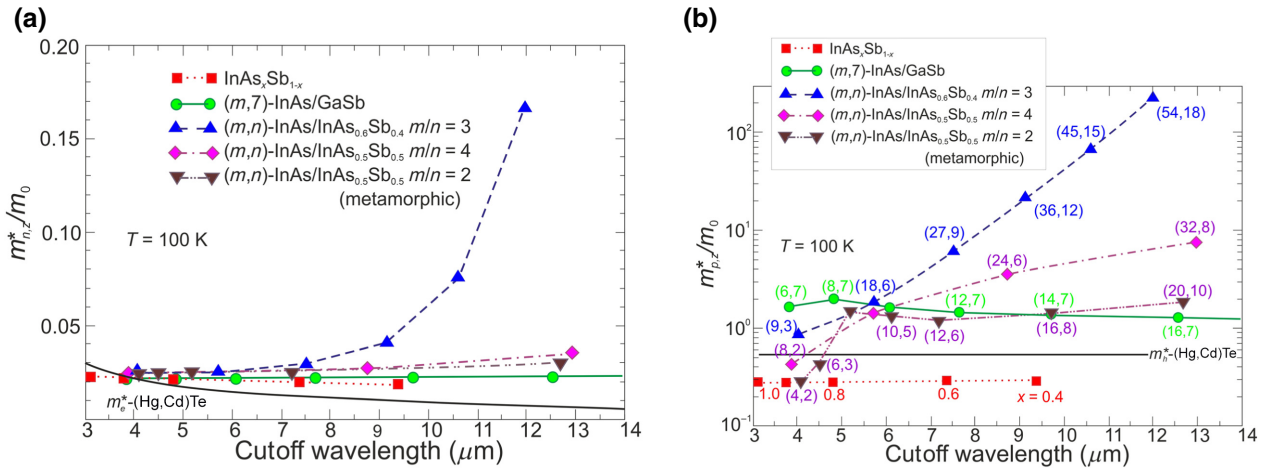 (a)
0.20
0.15
0.10
0.05
m*n,z/m0
InAsxSb1-x
(m,7)-InAs/GaSb
(m,n)-InAs/InAs0.6Sb0.4 m/n = 3
(m,n)-InAs/InAs0.5Sb0.5 m/n = 4
(m,n)-InAs/InAs0.5Sb0.5 m/n = 2
(metamorphic)
T = 100 K
m*e-(Hg,Cd)Te
3 4 5 6 7 8 9 10 11 12 13 14
Cutoff wavelength (μm)
(b)
InAsxSb1-x
(m,7)-InAs/GaSb
(m,n)-InAs/InAs0.6Sb0.4 m/n = 3
(m,n)-InAs/InAs0.5Sb0.5 m/n = 4
(m,n)-InAs/InAs0.5Sb0.5 m/n = 2
(metamorphic)
10²
10¹
10⁰
10⁻¹
m*p,z/m0
T = 100 K
(54,18)
(45,15)
(36,12)
(27,9)
(32,8)
(24,6)
(6,7)
(8,7)
(18,6)
(12,7)
(14,7)
(20,10)
(9,3)
(10,5)
(12,6)
(16,8)
(16,7)
(8,2)
(6,3)
(4,2)
m*h-(Hg,Cd)Te
1.0
0.8
0.6
x = 0.4
3 4 5 6 7 8 9 10 11 12 13 14
Cutoff wavelength (μm)